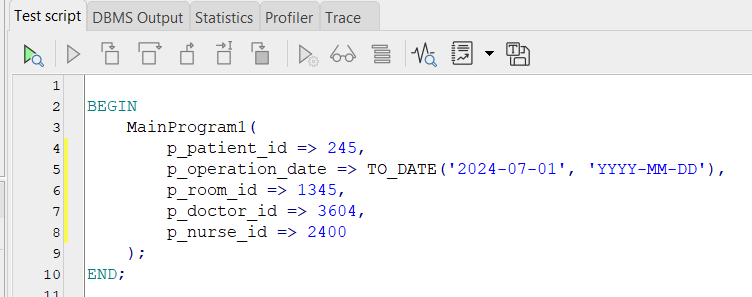 Test script DBMS Output Statistics Profiler Trace
1
2 BEGIN
3 MainProgram1(
4 p_patient_id => 245,
5 p_operation_date => TO_DATE('2024-07-01', 'YYYY-MM-DD'),
6 p_room_id => 1345,
7 p_doctor_id => 3604,
8 p_nurse_id => 2400
9 );
10 END;
11